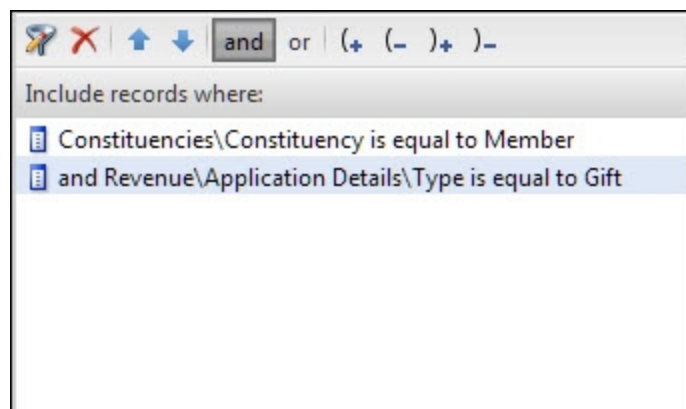 and or (+ (- )+ )-
Include records where:
Constituencies\Constituency is equal to Member
and Revenue\Application Details\Type is equal to Gift